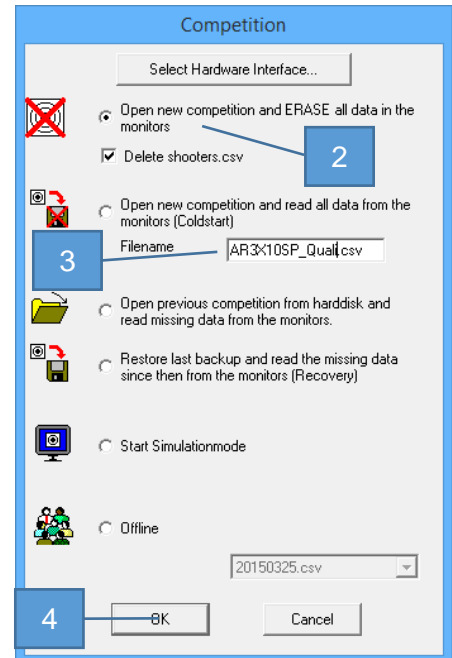 Competition
Select Hardware Interface...
Open new competition and ERASE all data in the
monitors
2
Delete shooters.csv
Open new competition and read all data from the
monitors (Coldstart)
3
Filename
AR3X10SP_Quali.csv
Open previous competition from harddisk and
read missing data from the monitors.
Restore last backup and read the missing data
since then from the monitors (Recovery)
Start Simulationmode
Offline
20150325.csv
4
OK
Cancel